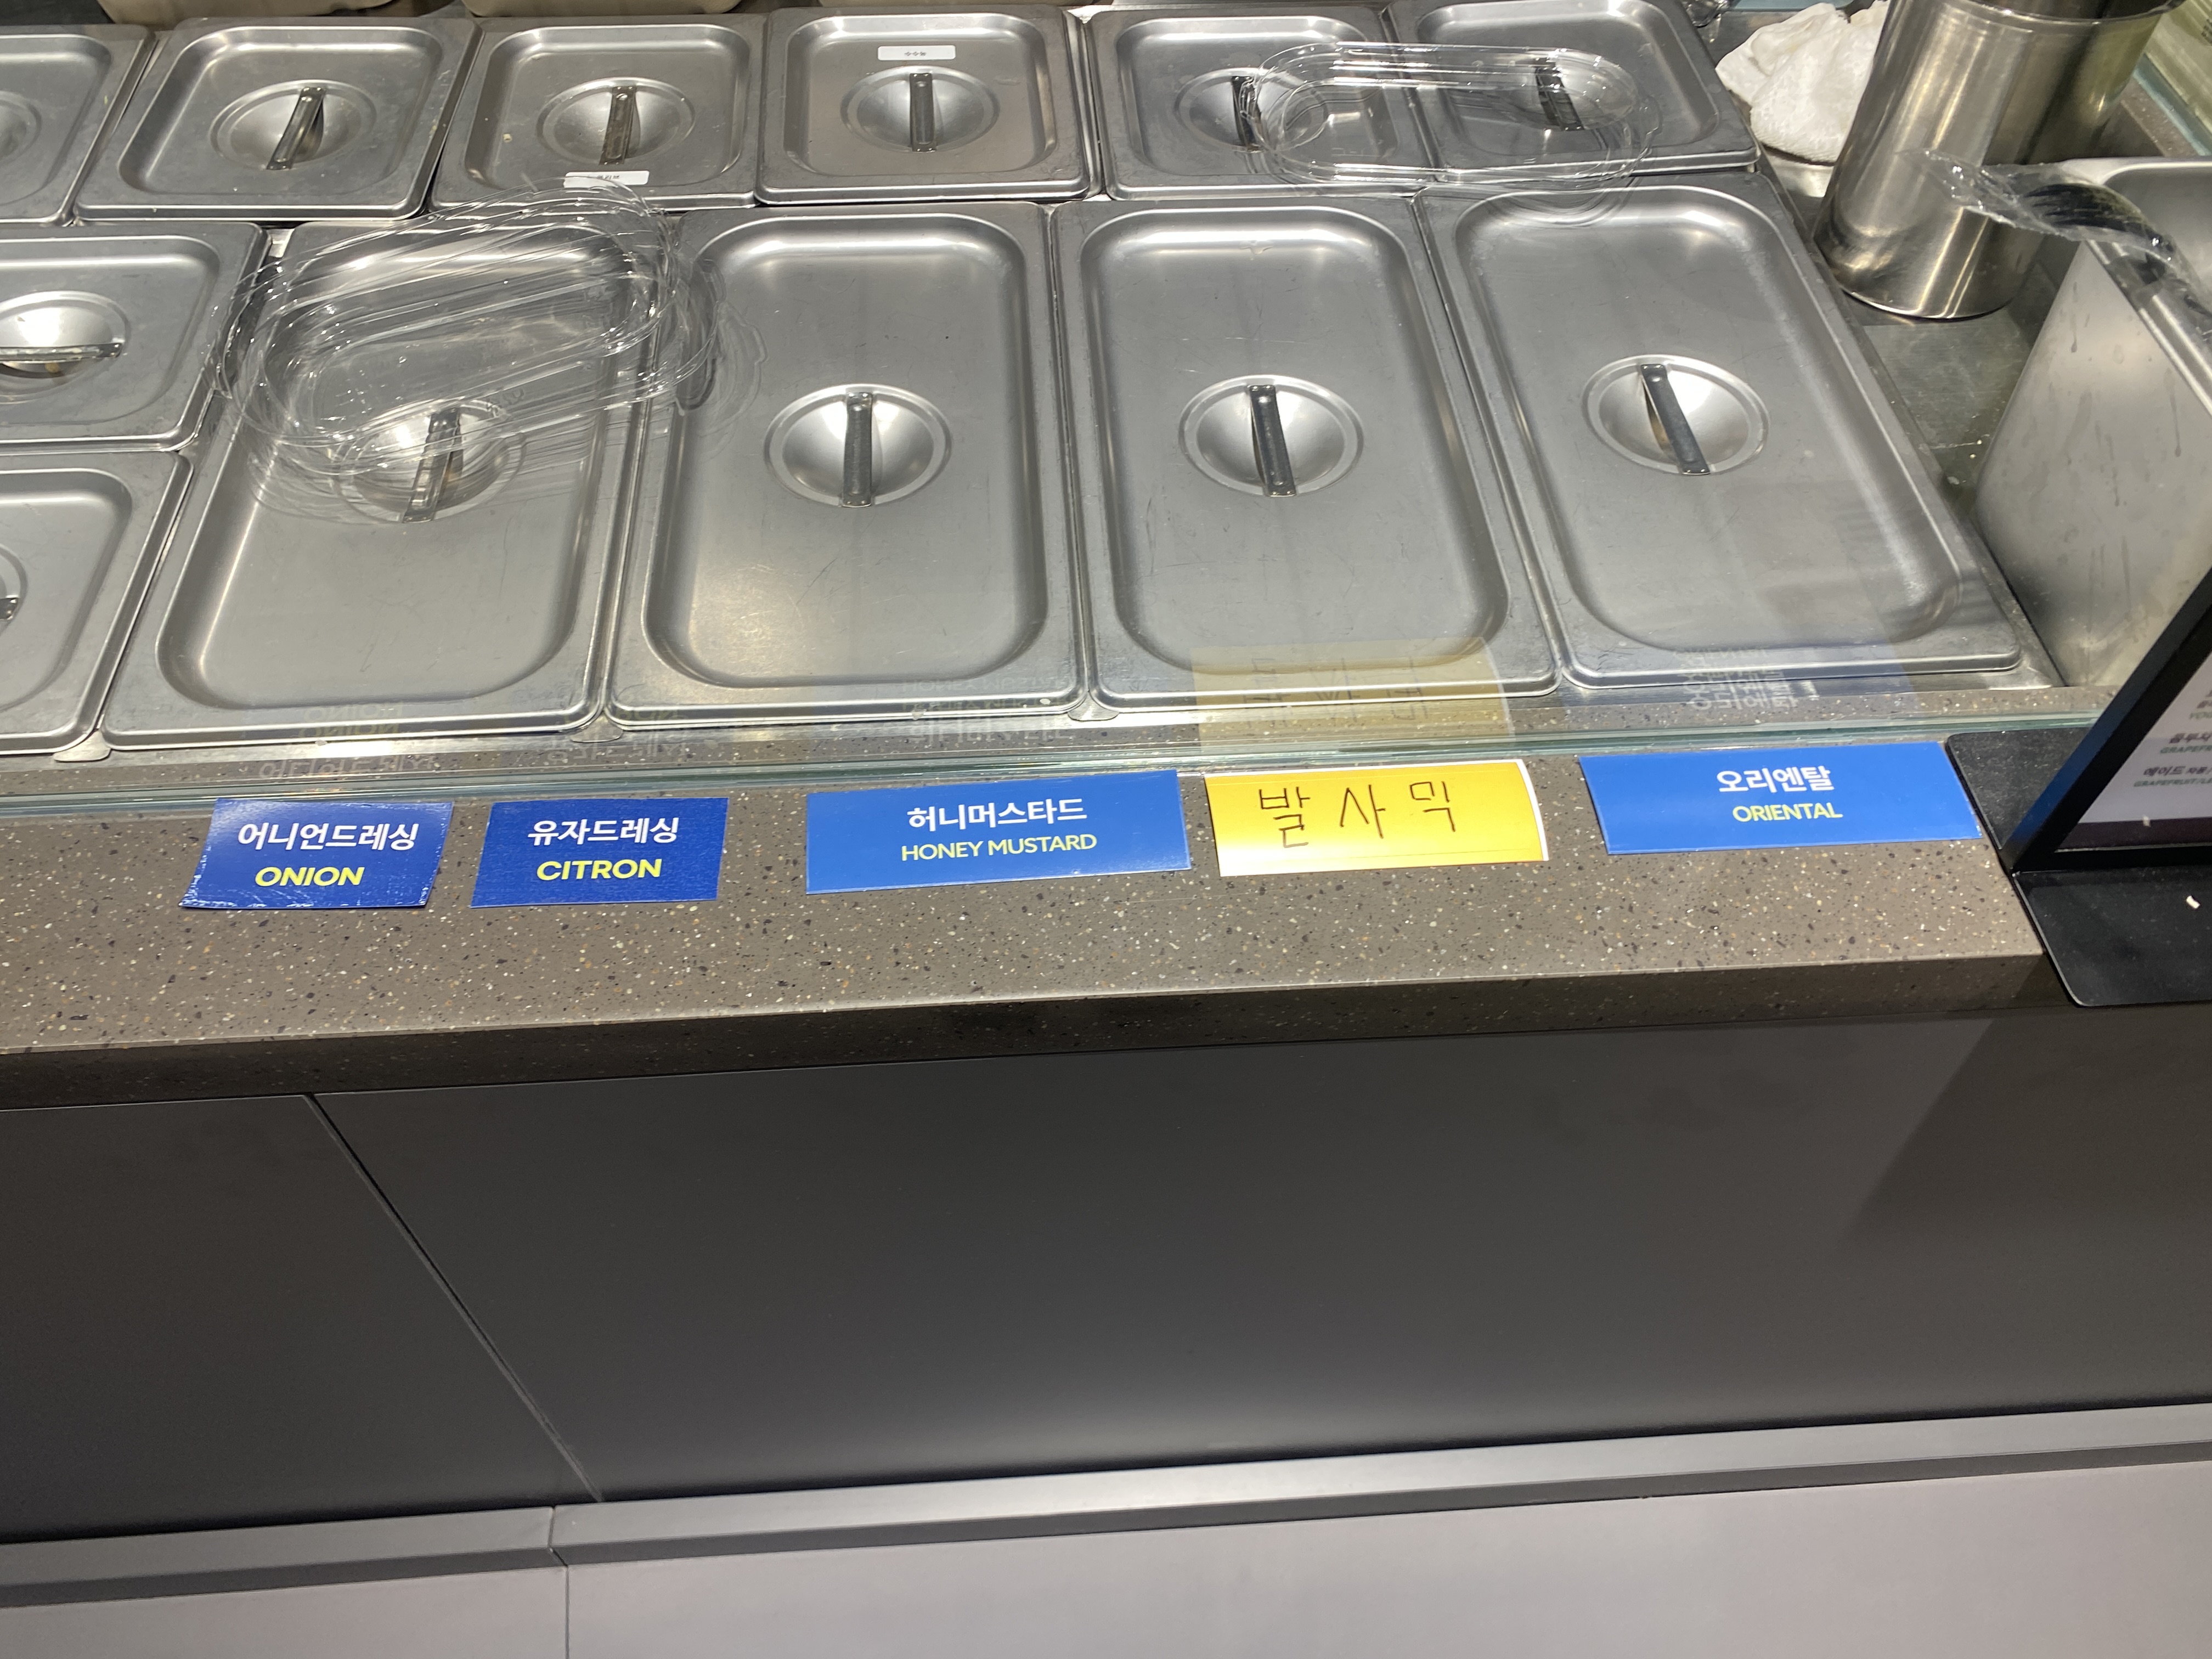 어니언드레싱
ONION
유자드레싱
CITRON
허니머스타드
HONEY MUSTARD
발사믹
오리엔탈
ORIENTAL